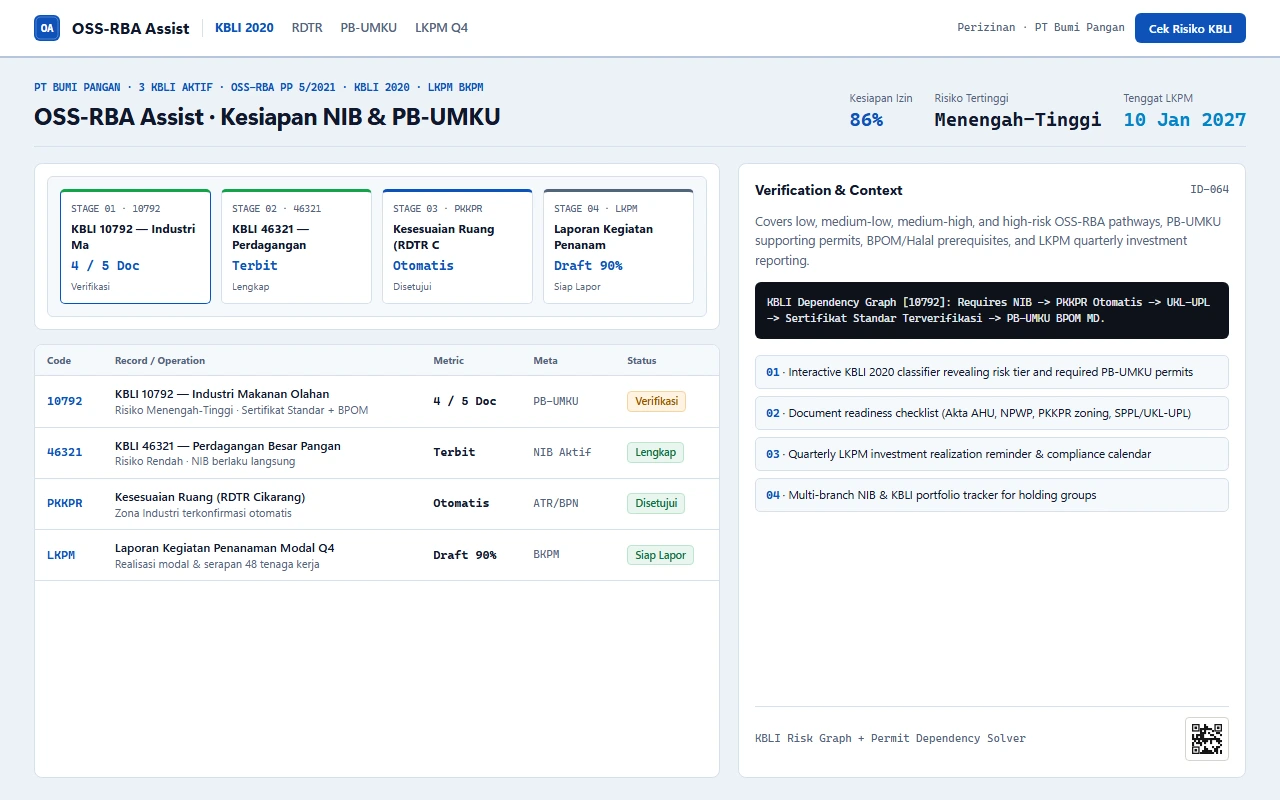 OA OSS-RBA Assist KBLI 2020 RDTR PB-UMKU LKPM Q4 Perizinan · PT Bumi Pangan Cek Risiko KBLI
PT BUMI PANGAN · 3 KBLI AKTIF · OSS-RBA PP 5/2021 · KBLI 2020 · LKPM BKPM
OSS-RBA Assist · Kesiapan NIB & PB-UMKU
Kesiapan Izin
86%
Risiko Tertinggi
Menengah-Tinggi
Tenggat LKPM
10 Jan 2027
STAGE 01 · 10792
KBLI 10792 — Industri
Ma
4 / 5 Doc
Verifikasi
STAGE 02 · 46321
KBLI 46321 —
Perdagangan
Terbit
Lengkap
STAGE 03 · PKKPR
Kesesuaian Ruang
(RDTR C
Otomatis
Disetujui
STAGE 04 · LKPM
Laporan Kegiatan
Penanam
Draft 90%
Siap Lapor
Code Record / Operation Metric Meta Status
10792 KBLI 10792 — Industri Makanan Olahan 4 / 5 Doc PB-UMKU Verifikasi
Risiko Menengah-Tinggi · Sertifikat Standar + BPOM
46321 KBLI 46321 — Perdagangan Besar Pangan Terbit NIB Aktif Lengkap
Risiko Rendah · NIB berlaku langsung
PKKPR Kesesuaian Ruang (RDTR Cikarang) Otomatis ATR/BPN Disetujui
Zona Industri terkonfirmasi otomatis
LKPM Laporan Kegiatan Penanaman Modal Q4 Draft 90% BKPM Siap Lapor
Realisasi modal & serapan 48 tenaga kerja
Verification & Context ID-064
Covers low, medium-low, medium-high, and high-risk OSS-RBA pathways, PB-UMKU
supporting permits, BPOM/Halal prerequisites, and LKPM quarterly investment
reporting.
KBLI Dependency Graph [10792]: Requires NIB -> PKKPR Otomatis -> UKL-UPL
-> Sertifikat Standar Terverifikasi -> PB-UMKU BPOM MD.
01 · Interactive KBLI 2020 classifier revealing risk tier and required PB-UMKU permits
02 · Document readiness checklist (Akta AHU, NPWP, PKKPR zoning, SPPL/UKL-UPL)
03 · Quarterly LKPM investment realization reminder & compliance calendar
04 · Multi-branch NIB & KBLI portfolio tracker for holding groups
KBLI Risk Graph + Permit Dependency Solver